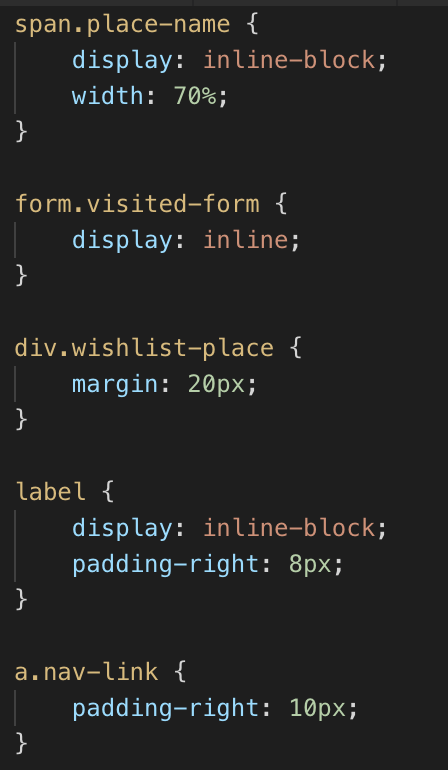 span.place-name {
    display: inline-block;
    width: 70%;
}
form.visited-form {
    display: inline;
}
div.wishlist-place {
    margin: 20px;
}
label {
    display: inline-block;
    padding-right: 8px;
}
a.nav-link {
    padding-right: 10px;
}